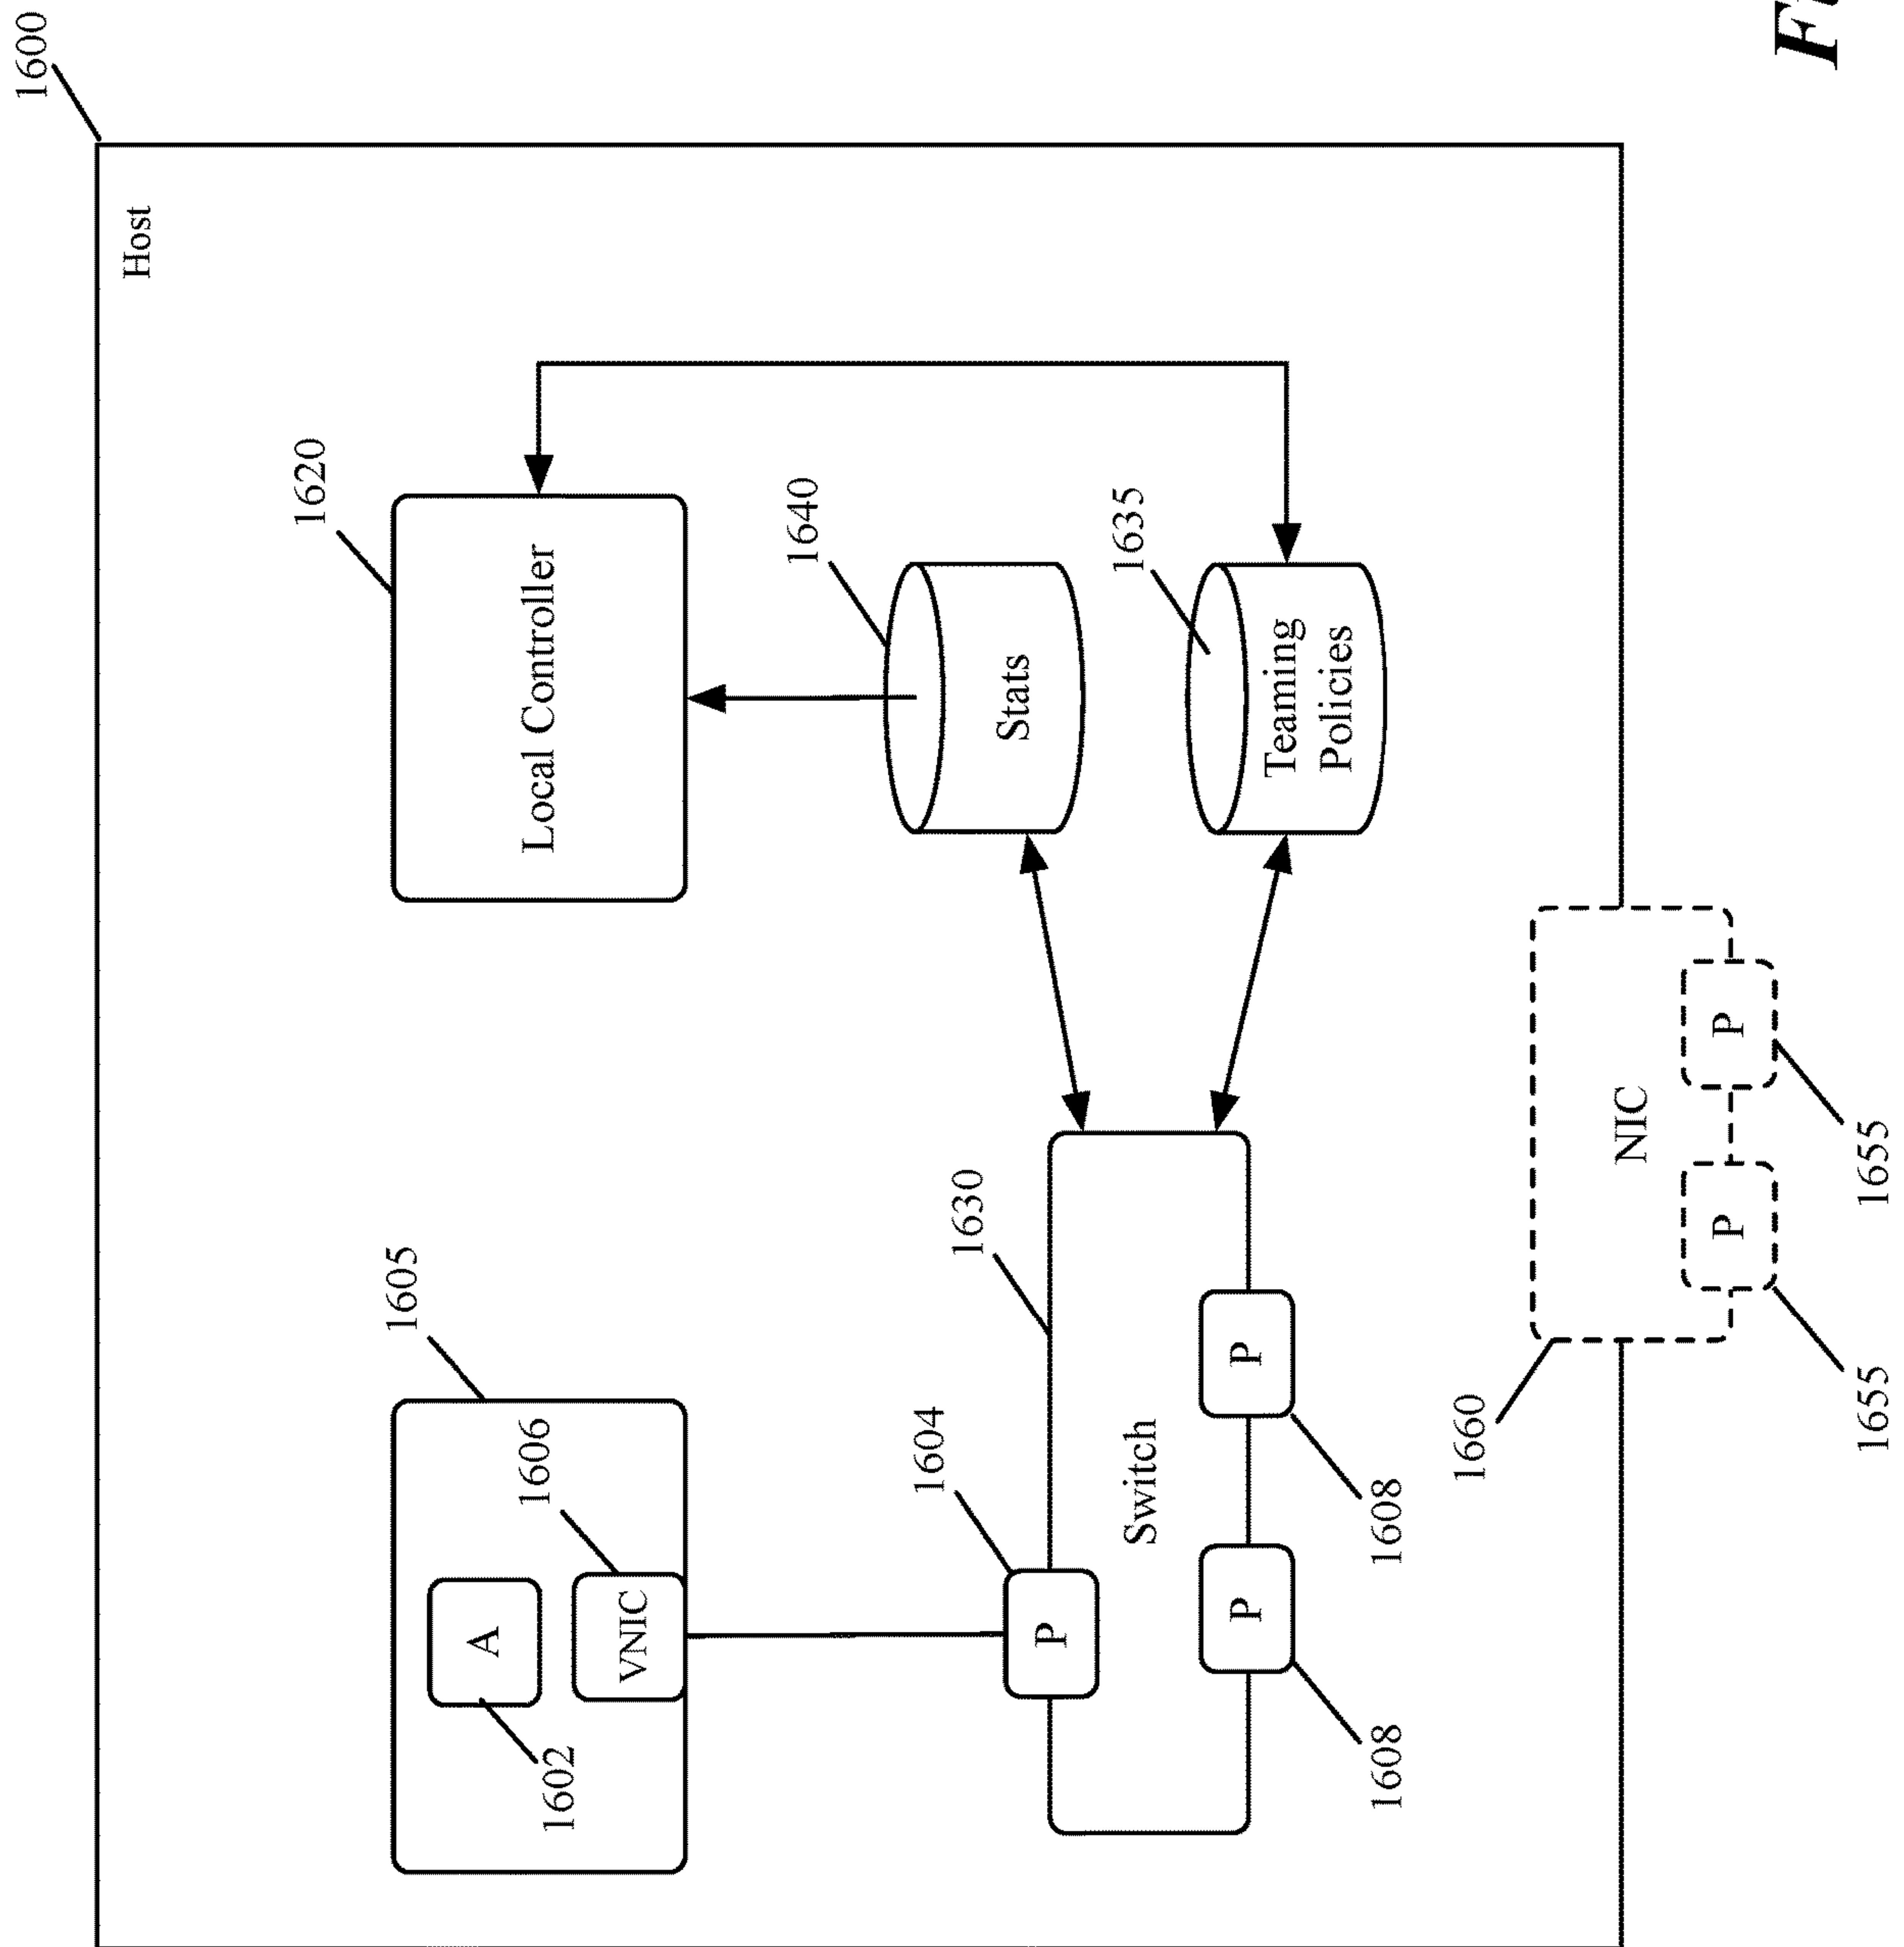 1600
Host
1605
1620
1602
A
1606
VNIC
Local Controller
1604
P
1630
1640
Stats
Switch
1635
Teaming
Policies
P
P
1608
1608
1660
NIC
P
P
1655
1655